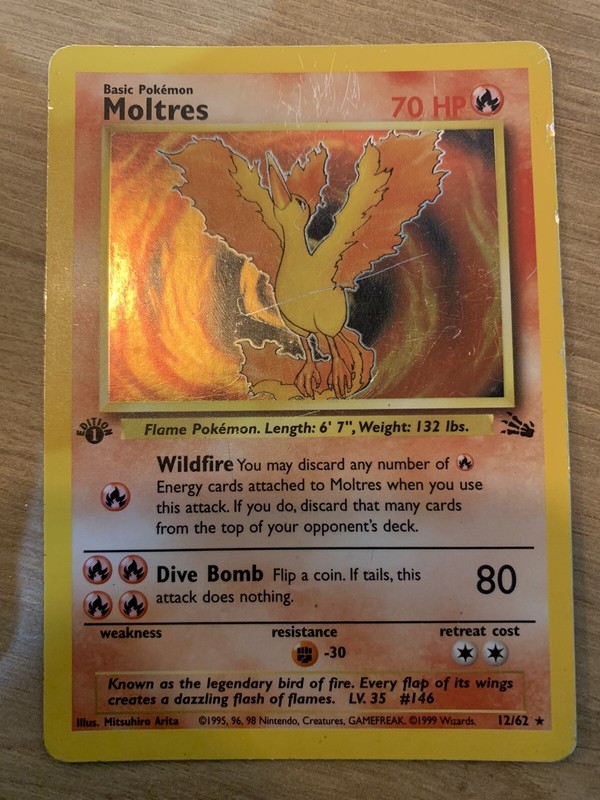 Basic Pokémon
Moltres
70 HP
EDITION
1
Flame Pokémon. Length: 6' 7", Weight: 132 lbs.
Wildfire You may discard any number of
Energy cards attached to Moltres when you use
this attack. If you do, discard that many cards
from the top of your opponent's deck.
Dive Bomb Flip a coin. If tails, this
attack does nothing.
80
weakness
resistance
retreat cost
-30
Known as the legendary bird of fire. Every flap of its wings
creates a dazzling flash of flames. LV. 35 #146
Illus. Mitsuhiro Arita
©1995, 96, 98 Nintendo, Creatures, GAMEFREAK. ©1999 Wizards.
12/62 ★